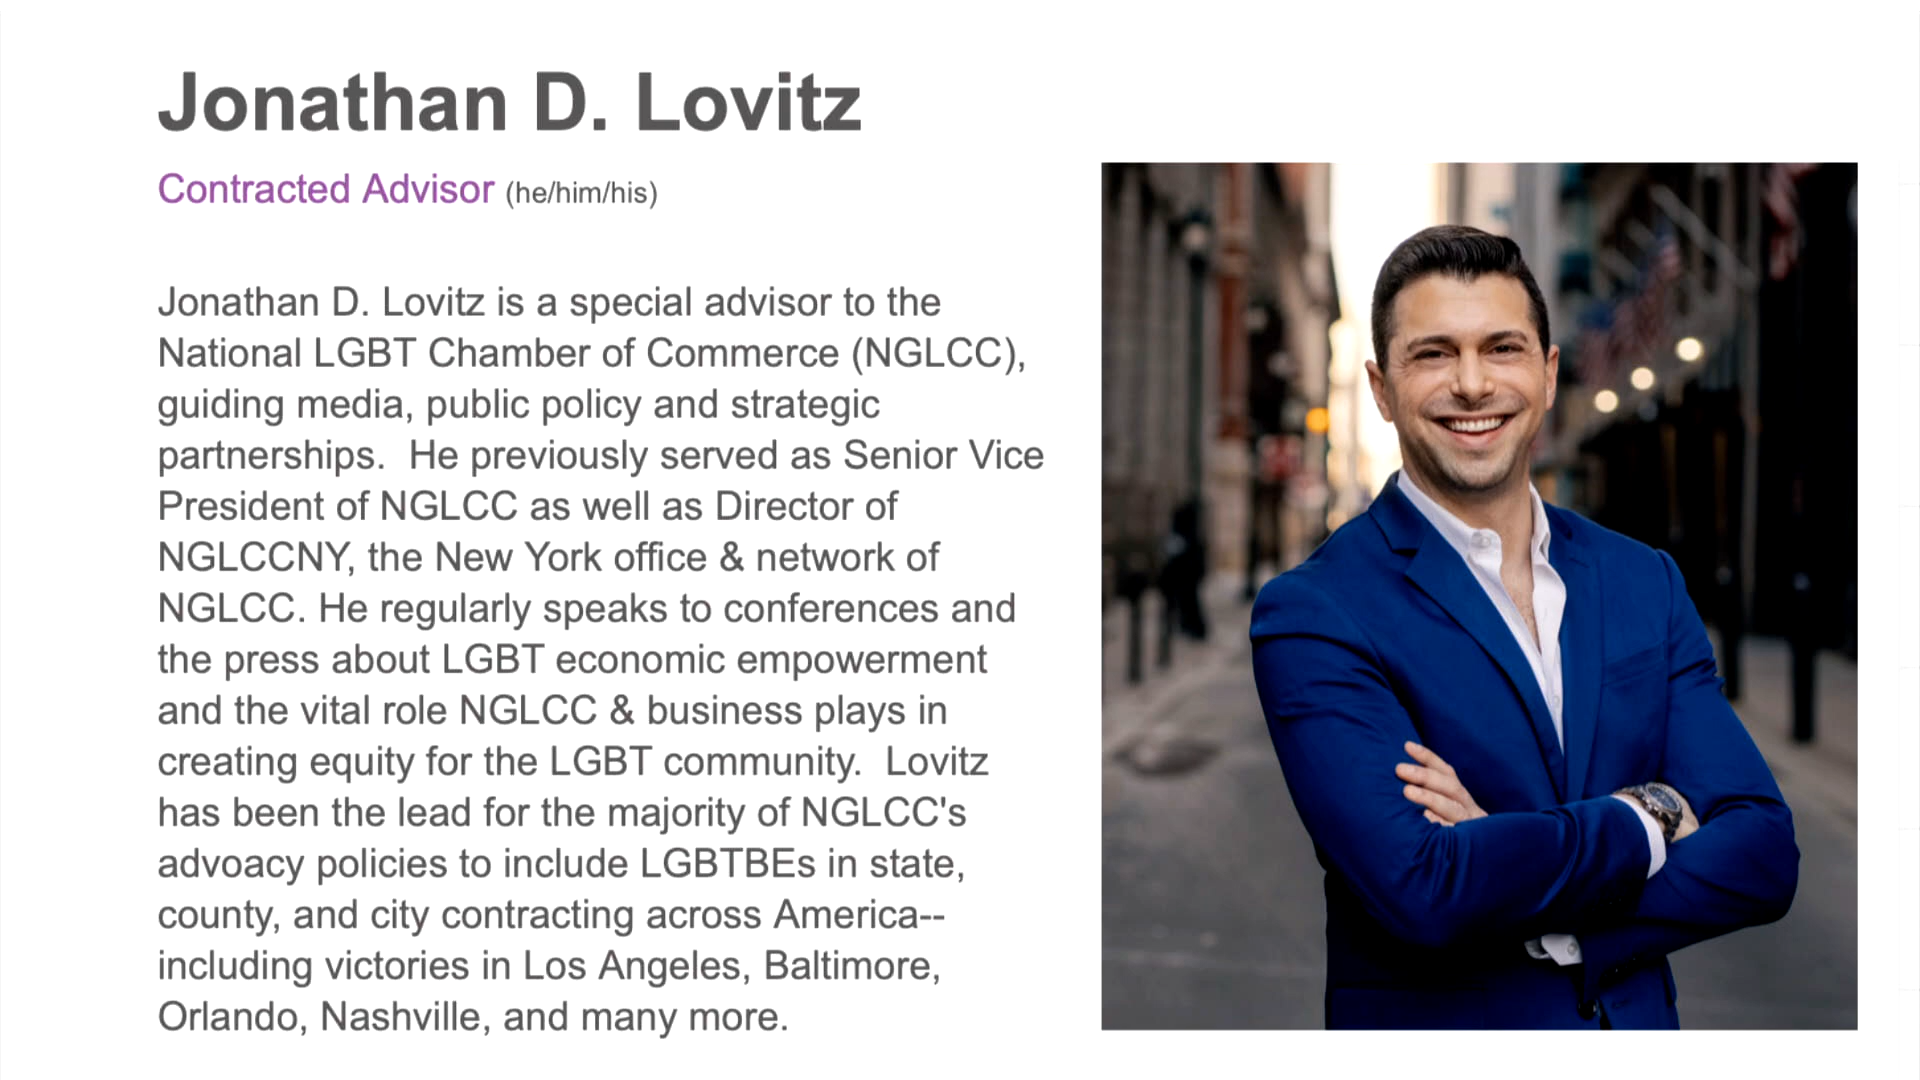 Jonathan D. Lovitz
Contracted Advisor (he/him/his)
Jonathan D. Lovitz is a special advisor to the
National LGBT Chamber of Commerce (NGLCC),
guiding media, public policy and strategic
partnerships.  He previously served as Senior Vice
President of NGLCC as well as Director of
NGLCCNY, the New York office & network of
NGLCC. He regularly speaks to conferences and
the press about LGBT economic empowerment
and the vital role NGLCC & business plays in
creating equity for the LGBT community.  Lovitz
has been the lead for the majority of NGLCC's
advoacy policies to include LGBTBEs in state,
county, and city contracting across America--
including victories in Los Angeles, Baltimore,
Orlando, Nashville, and many more.